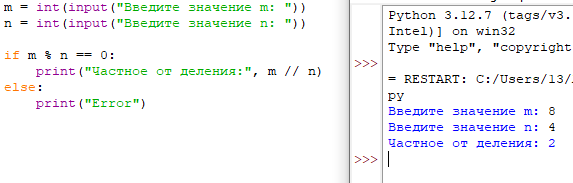 m = int(input("Введите значение m: "))
n = int(input("Введите значение n: "))
if m % n == 0:
print("Частное от деления:", m // n)
else:
print("Error")
Python 3.12.7 (tags/v3.
Intel)] on win32
Type "help", "copyright
>>>
= RESTART: C:/Users/13/
py
Введите значение m: 8
Введите значение n: 4
Частное от деления: 2
>>>